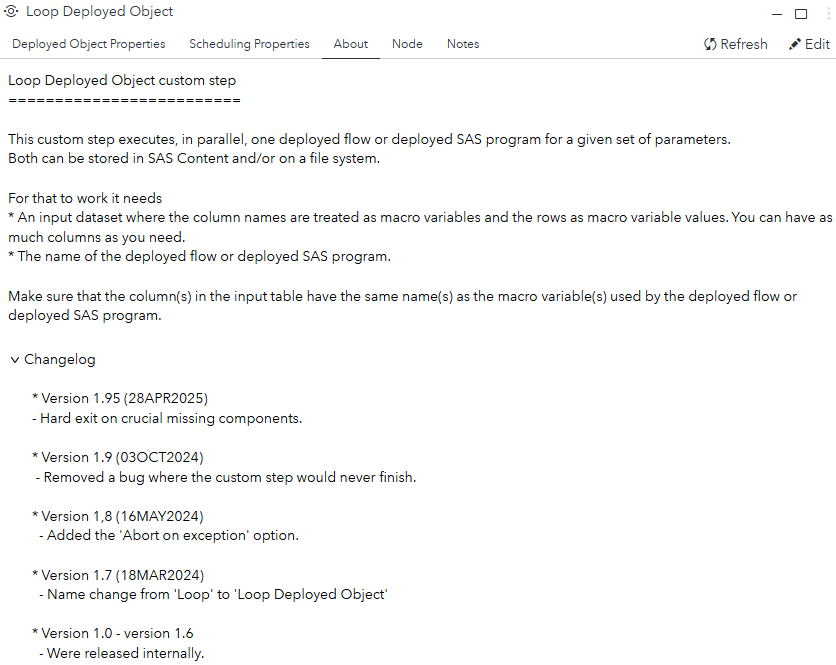 Loop Deployed Object
Deployed Object Properties Scheduling Properties About Node Notes Refresh Edit
Loop Deployed Object custom step
=========================
This custom step executes, in parallel, one deployed flow or deployed SAS program for a given set of parameters.
Both can be stored in SAS Content and/or on a file system.
For that to work it needs
* An input dataset where the column names are treated as macro variables and the rows as macro variable values. You can have as
much columns as you need.
* The name of the deployed flow or deployed SAS program.
Make sure that the column(s) in the input table have the same name(s) as the macro variable(s) used by the deployed flow or
deployed SAS program.
Changelog
* Version 1.95 (28APR2025)
- Hard exit on crucial missing components.
* Version 1.9 (03OCT2024)
- Removed a bug where the custom step would never finish.
* Version 1,8 (16MAY2024)
- Added the 'Abort on exception' option.
* Version 1.7 (18MAR2024)
- Name change from 'Loop' to 'Loop Deployed Object'
* Version 1.0 - version 1.6
- Were released internally.